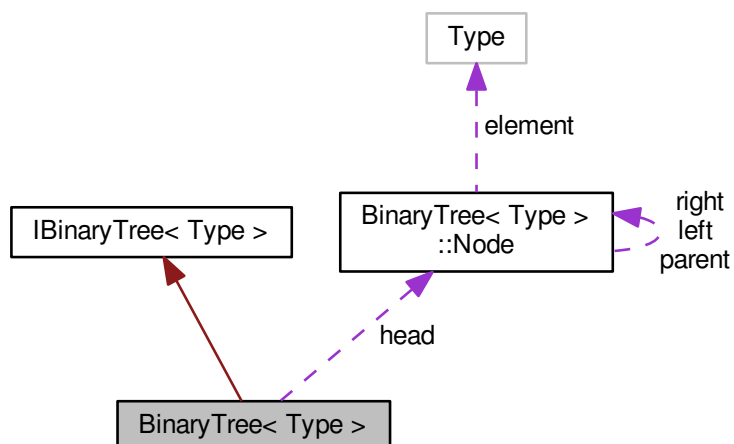 Type
element
IBinaryTree< Type >
BinaryTree< Type >
::Node
right
left
parent
head
BinaryTree< Type >